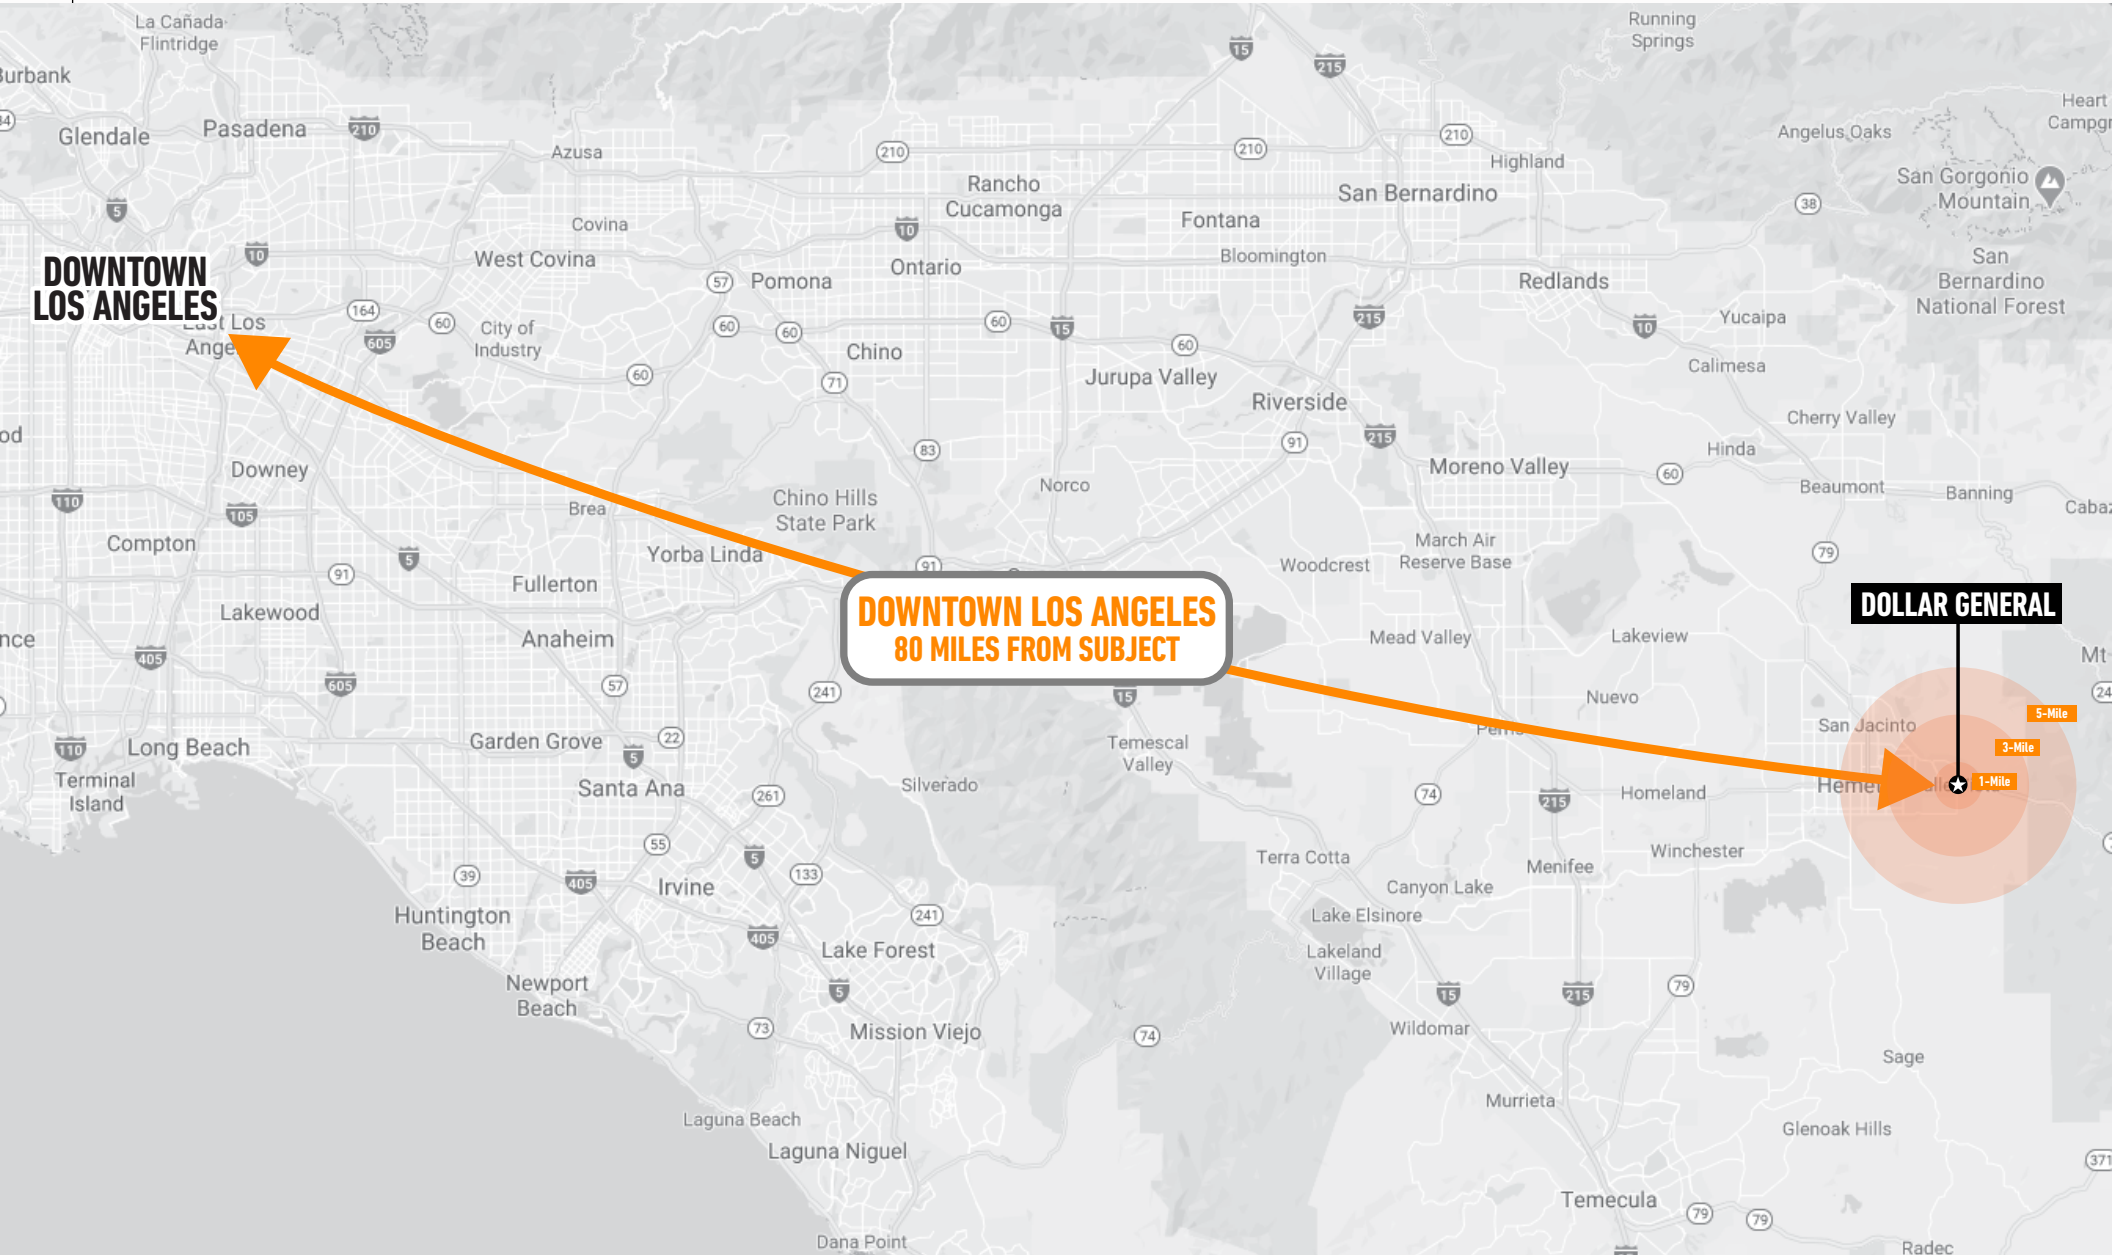 La Cañada
Flintridge
Running
Springs
15
215
Burbank
Heart
Glendale
Pasadena
210
Angelus Oaks
210
210
210
Azusa
Highland
Rancho
Cucamonga
San Bernardino
San Gorgonio
Mountain
38
5
Covina
Fontana
10
10
West Covina
Bloomington
San
Bernardino
National Forest
DOWNTOWN
LOS ANGELES
57
Pomona
Ontario
Redlands
164
60
City of
Industry
60
60
60
15
215
10
Yucaipa
East Los
605
60
Chino
Calimesa
60
71
Jurupa Valley
Riverside
Cherry Valley
83
91
215
Hinda
Downey
Moreno Valley
60
110
105
Brea
Chino Hills
State Park
Norco
Beaumont
Banning
Compton
5
Yorba Linda
March Air
Reserve Base
79
91
Fullerton
91
Woodcrest
Lakewood
DOWNTOWN LOS ANGELES
80 MILES FROM SUBJECT
DOLLAR GENERAL
Anaheim
Mead Valley
Lakeview
405
605
57
241
15
Nuevo
Mt
5-Mile
San Jacinto
3-Mile
1-Mile
Hemet
110
Long Beach
Garden Grove
22
5
Temescal
Valley
Perris
Terminal
Island
Santa Ana
261
Silverado
74
215
Homeland
55
5
133
Terra Cotta
Winchester
39
405
Irvine
Menifee
Canyon Lake
Huntington
Beach
241
Lake Elsinore
405
Lake Forest
Lakeland
Village
Newport
Beach
5
15
215
79
73
Mission Viejo
74
Wildomar
Sage
Murrieta
Laguna Beach
Glenoak Hills
Laguna Niguel
371
Temecula
79
79
Dana Point
Radec